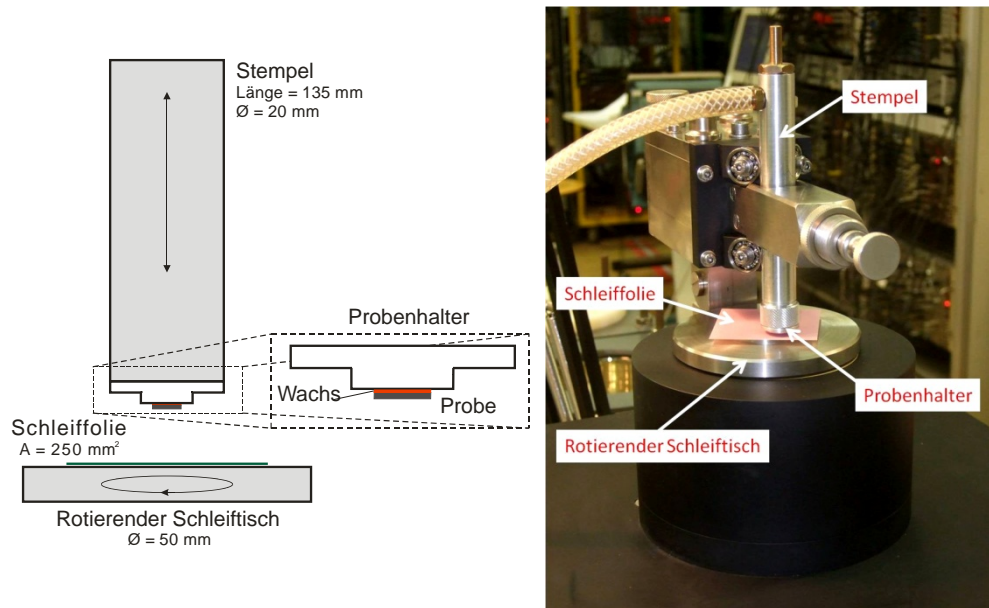 Stempel
Länge = 135 mm
Ø = 20 mm
Probenhalter
Wachs
Probe
Schleiffolie
A = 250 mm²
Rotierender Schleiftisch
Ø = 50 mm
Stempel
Schleiffolie
Probenhalter
Rotierender Schleiftisch